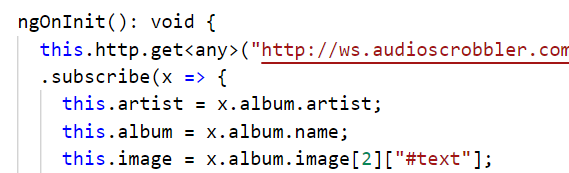 ngOnInit(): void {
this.http.get<any>("http://ws.audioscrobbler.com
.subscribe(x => {
this.artist = x.album.artist;
this.album = x.album.name;
this.image = x.album.image[2]["#text"];